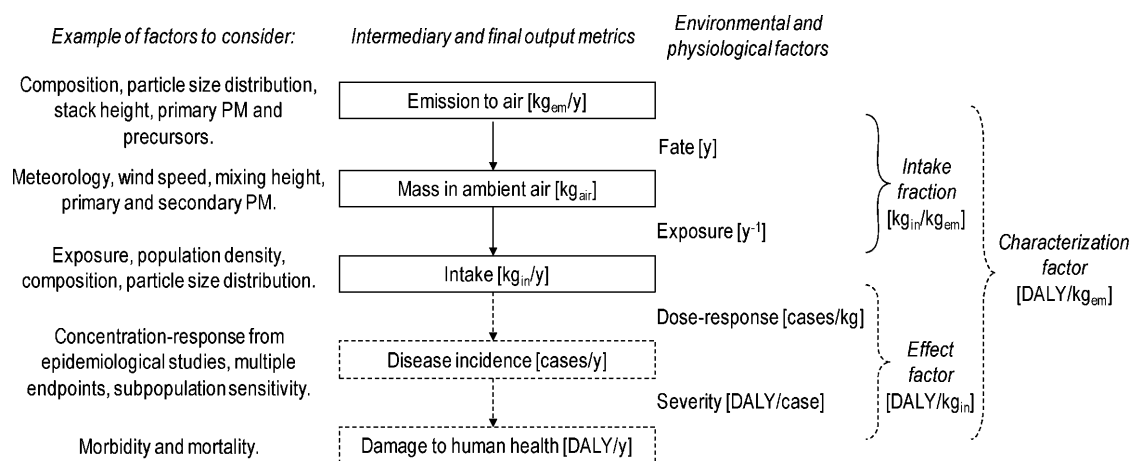 Example of factors to consider:
Intermediary and final output metrics
Environmental and
physiological factors
Composition, particle size distribution,
stack height, primary PM and
precursors.
Emission to air [kgem/y]
Fate [y]
Meteorology, wind speed, mixing height,
primary and secondary PM.
Mass in ambient air [kgair]
Exposure [y-1]
Intake
fraction
[kgin/kgem]
Exposure, population density,
composition, particle size distribution.
Intake [kgin/y]
Characterization
factor
[DALY/kgem]
Dose-response [cases/kg]
Concentration-response from
epidemiological studies, multiple
endpoints, subpopulation sensitivity.
Disease incidence [cases/y]
Effect
factor
[DALY/kgin]
Severity [DALY/case]
Morbidity and mortality.
Damage to human health [DALY/y]